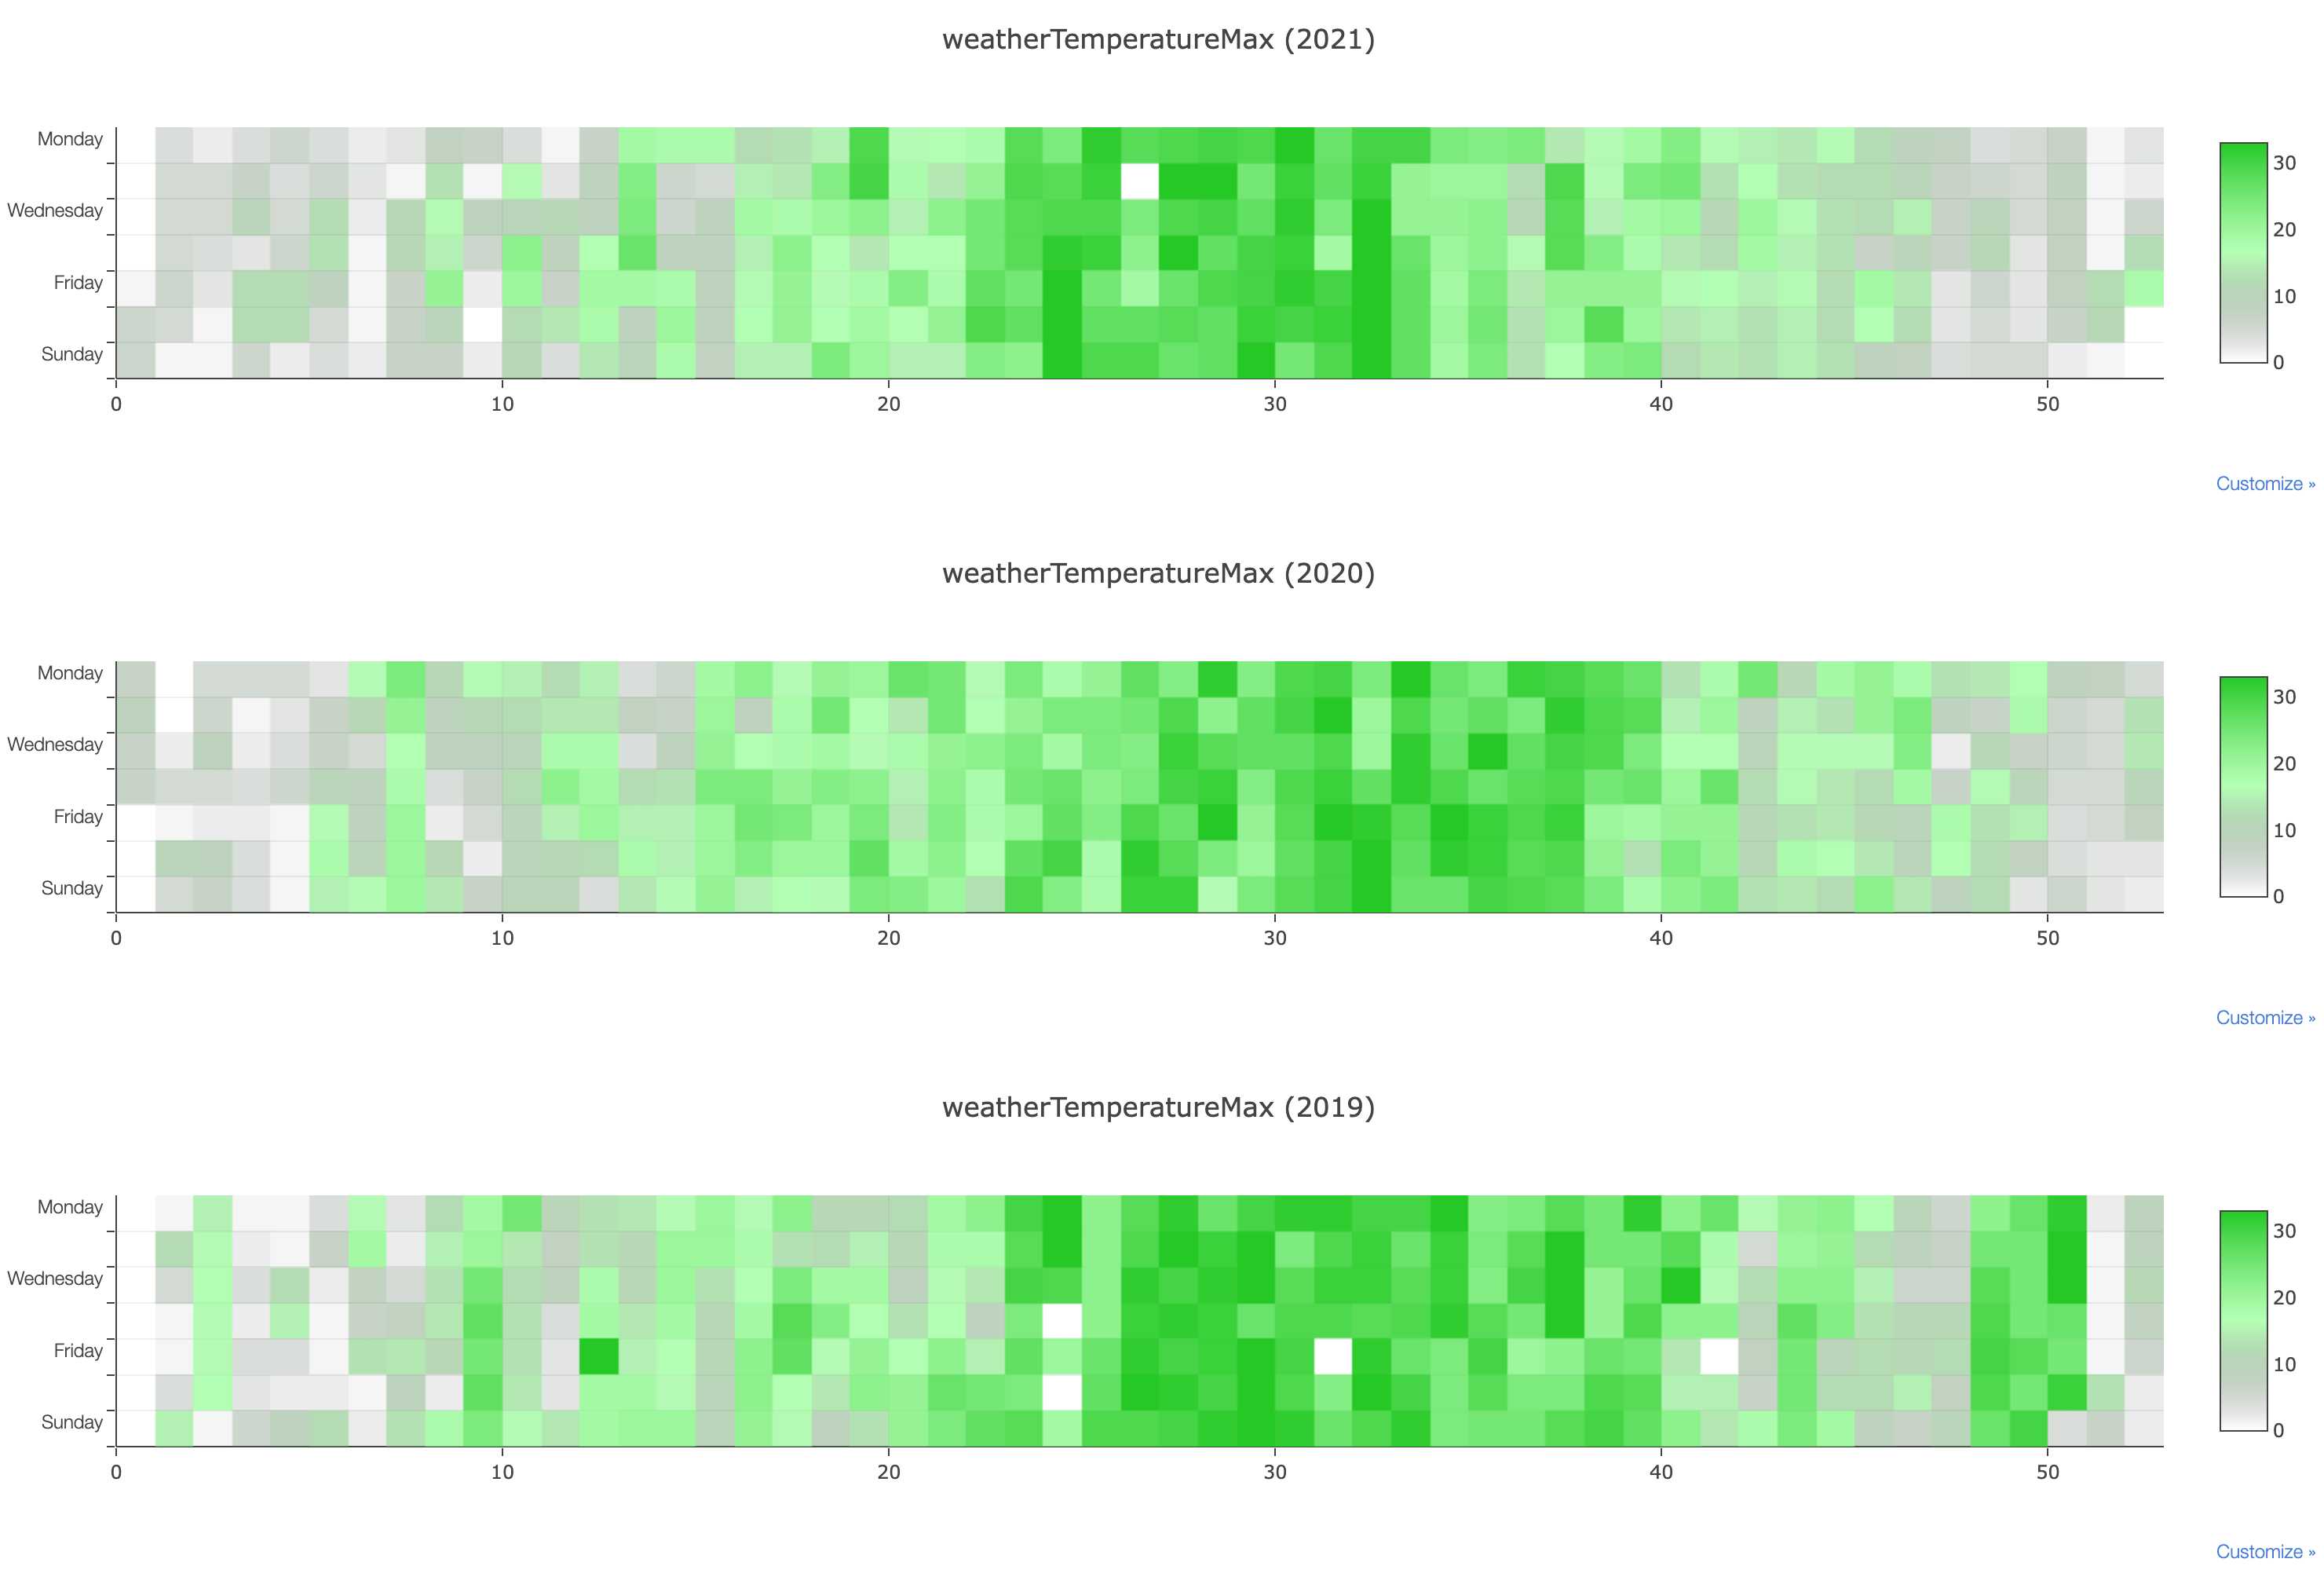 weatherTemperatureMax (2021)
Monday
Wednesday
Friday
Sunday
0 10 20 30 40 50
30
20
10
0
Customize »
weatherTemperatureMax (2020)
Monday
Wednesday
Friday
Sunday
0 10 20 30 40 50
30
20
10
0
Customize »
weatherTemperatureMax (2019)
Monday
Wednesday
Friday
Sunday
0 10 20 30 40 50
30
20
10
0
Customize »